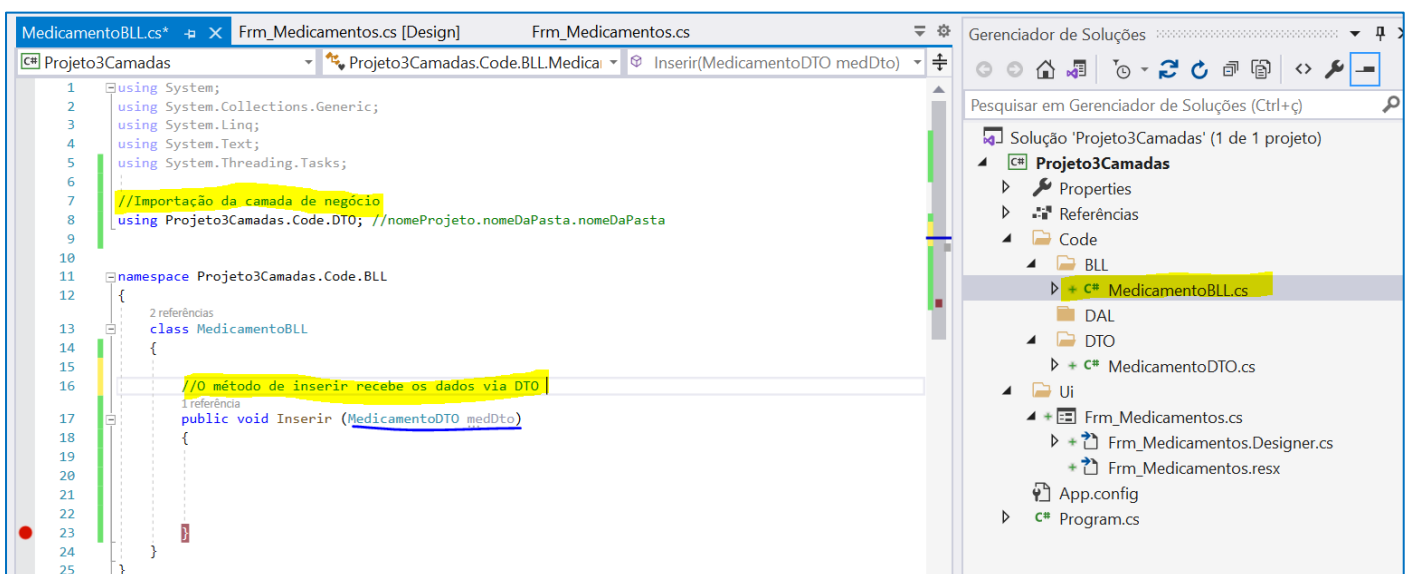 MedicamentoBLL.cs* Frm_Medicamentos.cs [Design] Frm_Medicamentos.cs
C# Projeto3Camadas Projeto3Camadas.Code.BLL.Medica Inserir(MedicamentoDTO medDto)
1 using System;
2 using System.Collections.Generic;
3 using System.Linq;
4 using System.Text;
5 using System.Threading.Tasks;
6
7 //Importação da camada de negócio
8 using Projeto3Camadas.Code.DTO; //nomeProjeto.nomeDaPasta.nomeDaPasta
9
10
11 namespace Projeto3Camadas.Code.BLL
12 {
2 referências
13 class MedicamentoBLL
14 {
15
16 //O método de inserir recebe os dados via DTO
1 referência
17 public void Inserir (MedicamentoDTO medDto)
18 {
19
20
21
22
23 }
24 }
25 }
Gerenciador de Soluções
Pesquisar em Gerenciador de Soluções (Ctrl+ç)
Solução 'Projeto3Camadas' (1 de 1 projeto)
C# Projeto3Camadas
Properties
Referências
Code
BLL
+ C# MedicamentoBLL.cs
DAL
DTO
+ C# MedicamentoDTO.cs
Ui
+ Frm_Medicamentos.cs
+ Frm_Medicamentos.Designer.cs
+ Frm_Medicamentos.resx
App.config
C# Program.cs